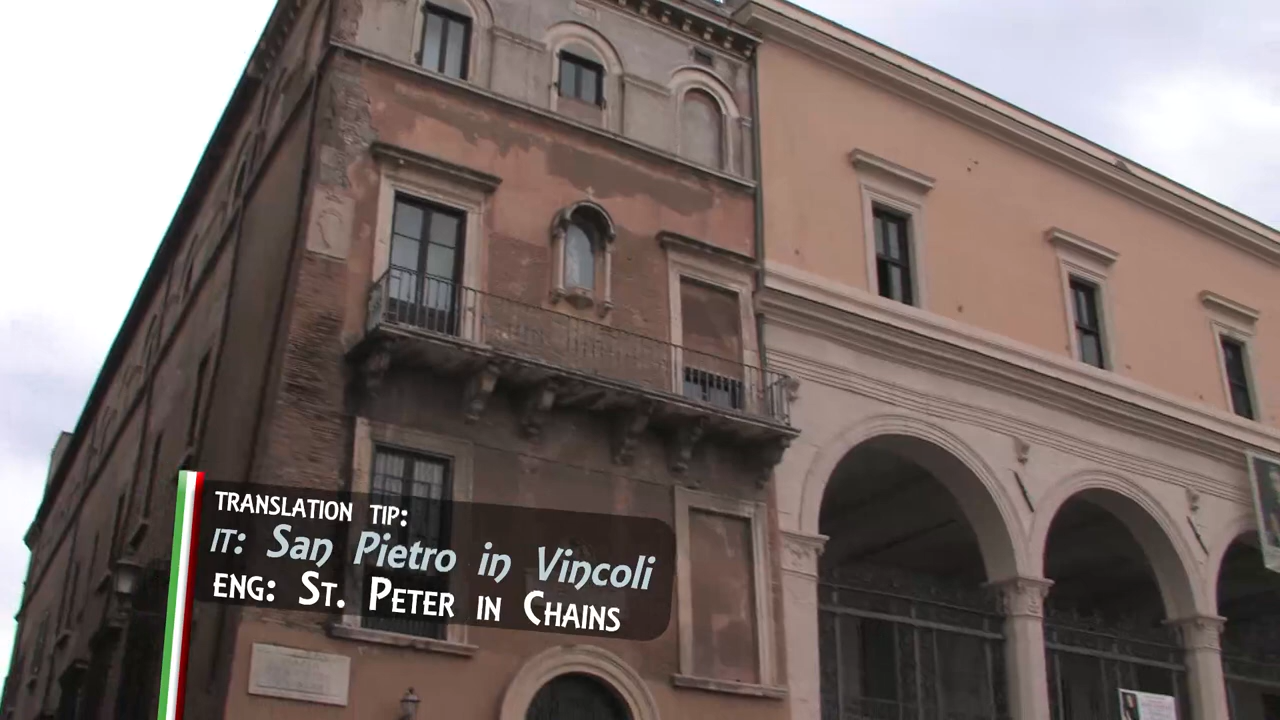 TRANSLATION TIP:
IT: San Pietro in Vincoli
ENG: ST. PETER IN CHAINS